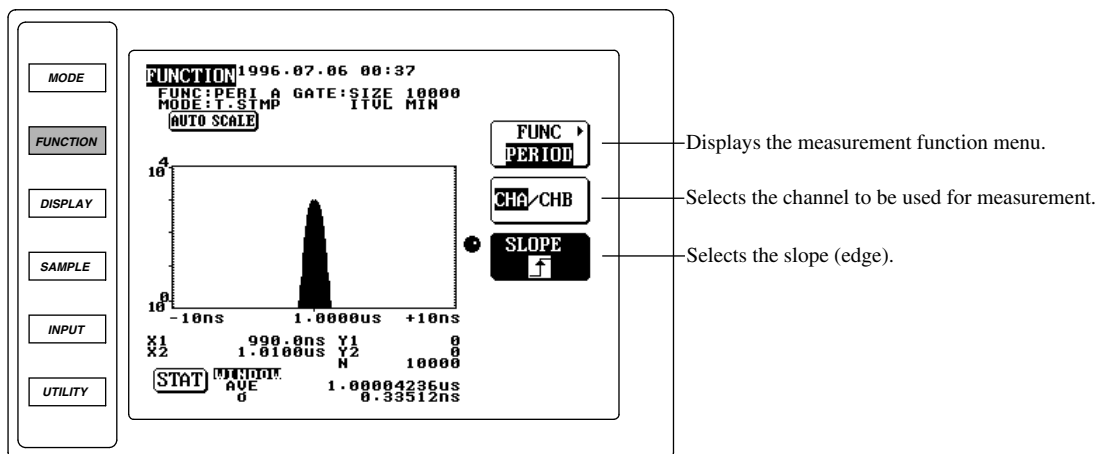 MODE
FUNCTION
DISPLAY
SAMPLE
INPUT
UTILITY
FUNCTION 1996.07.06 00:37
FUNC:PERI A GATE:SIZE 10000
MODE:T.STMP ITVL MIN
AUTO SCALE
10^4
10^0
-10ns 1.0000us +10ns
X1 990.0ns Y1 0
X2 1.0100us Y2 0
N 10000
STAT WINDOW
AVE 1.00004236us
σ 0.33512ns
FUNC
PERIOD
CHA/CHB
SLOPE
Displays the measurement function menu.
Selects the channel to be used for measurement.
Selects the slope (edge).